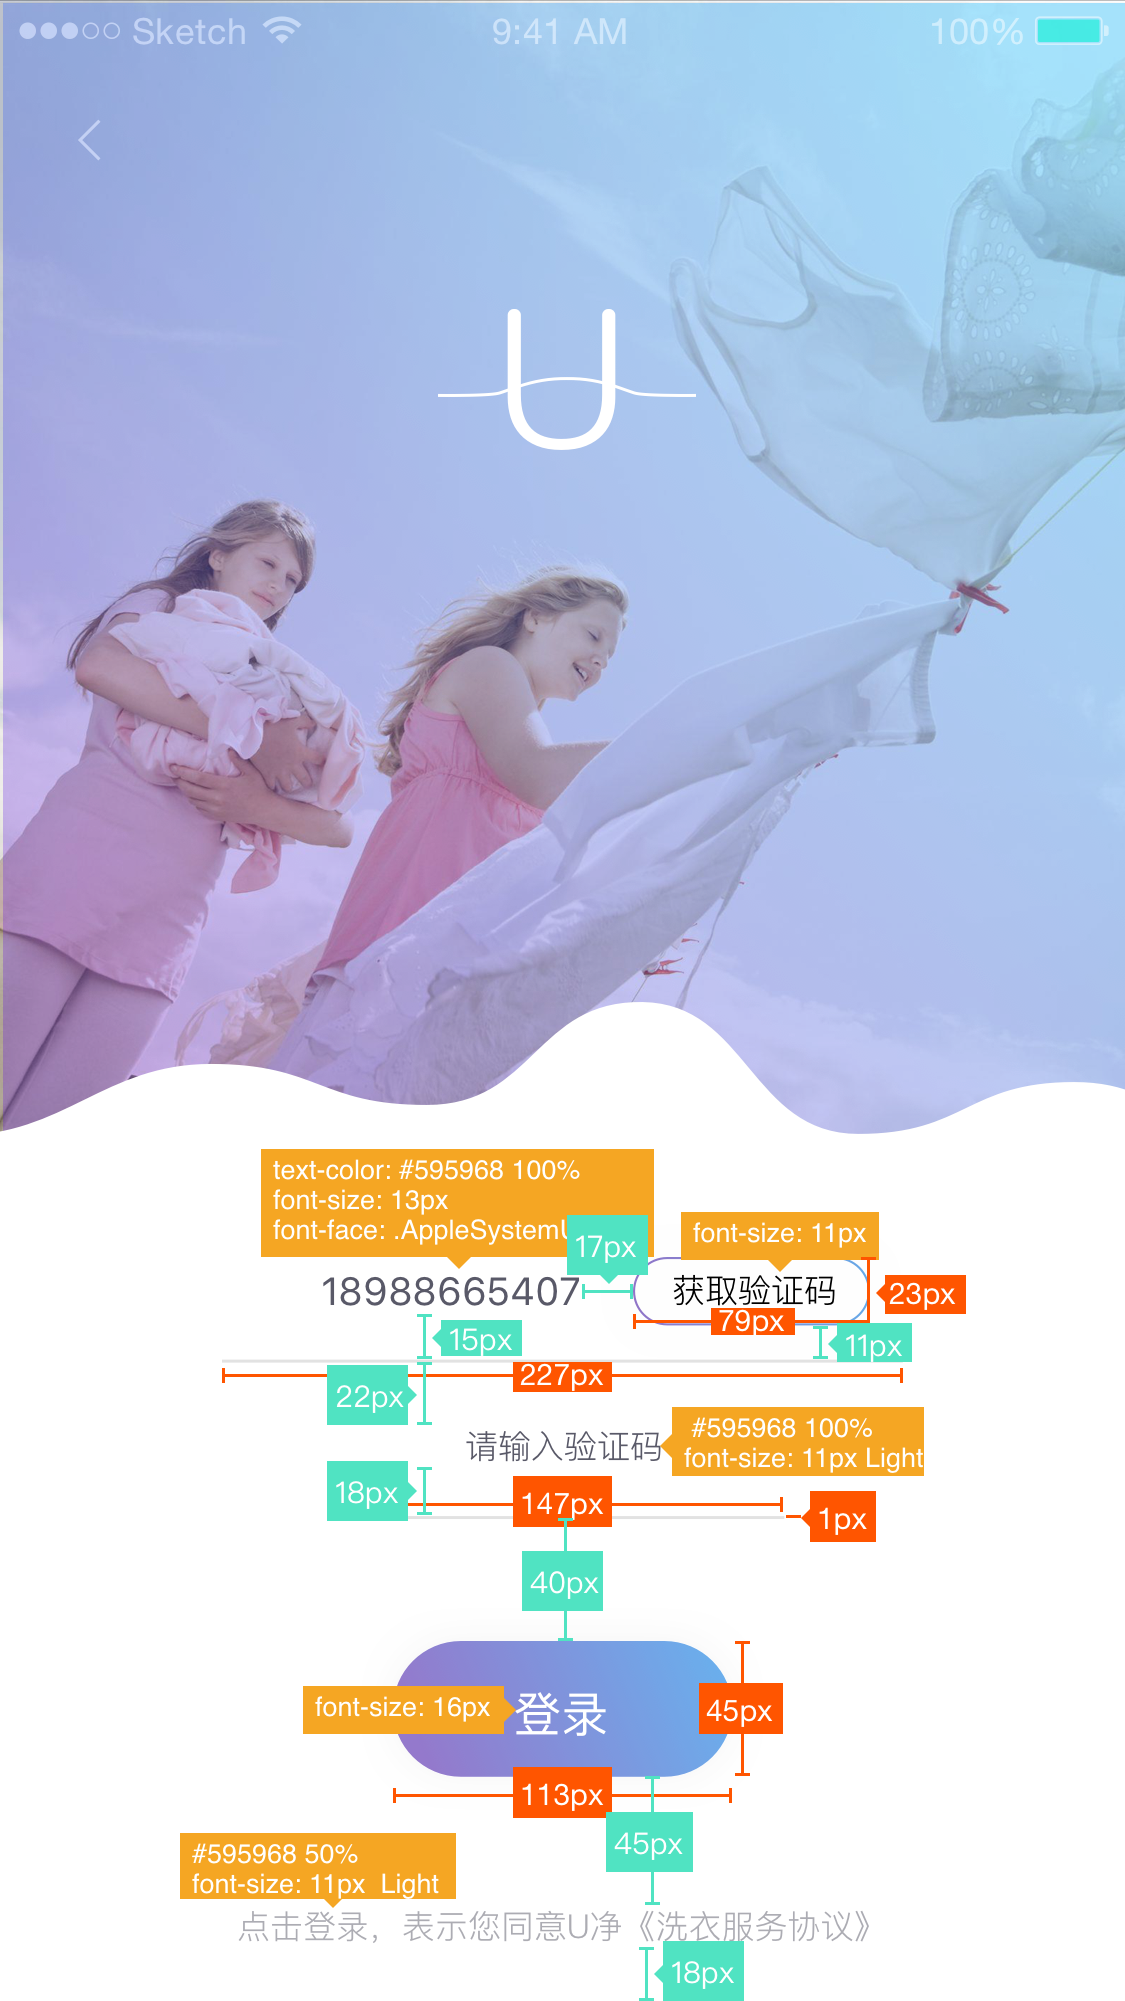 Sketch 9:41 AM 100%
U
text-color: #595968 100%
font-size: 13px
font-face: .AppleSystemU
17px
font-size: 11px
18988665407
获取验证码
23px
79px
15px
11px
227px
22px
请输入验证码
#595968 100%
font-size: 11px Light
18px
147px
1px
40px
font-size: 16px
登录
45px
113px
45px
#595968 50%
font-size: 11px Light
点击登录，表示您同意U净《洗衣服务协议》
18px